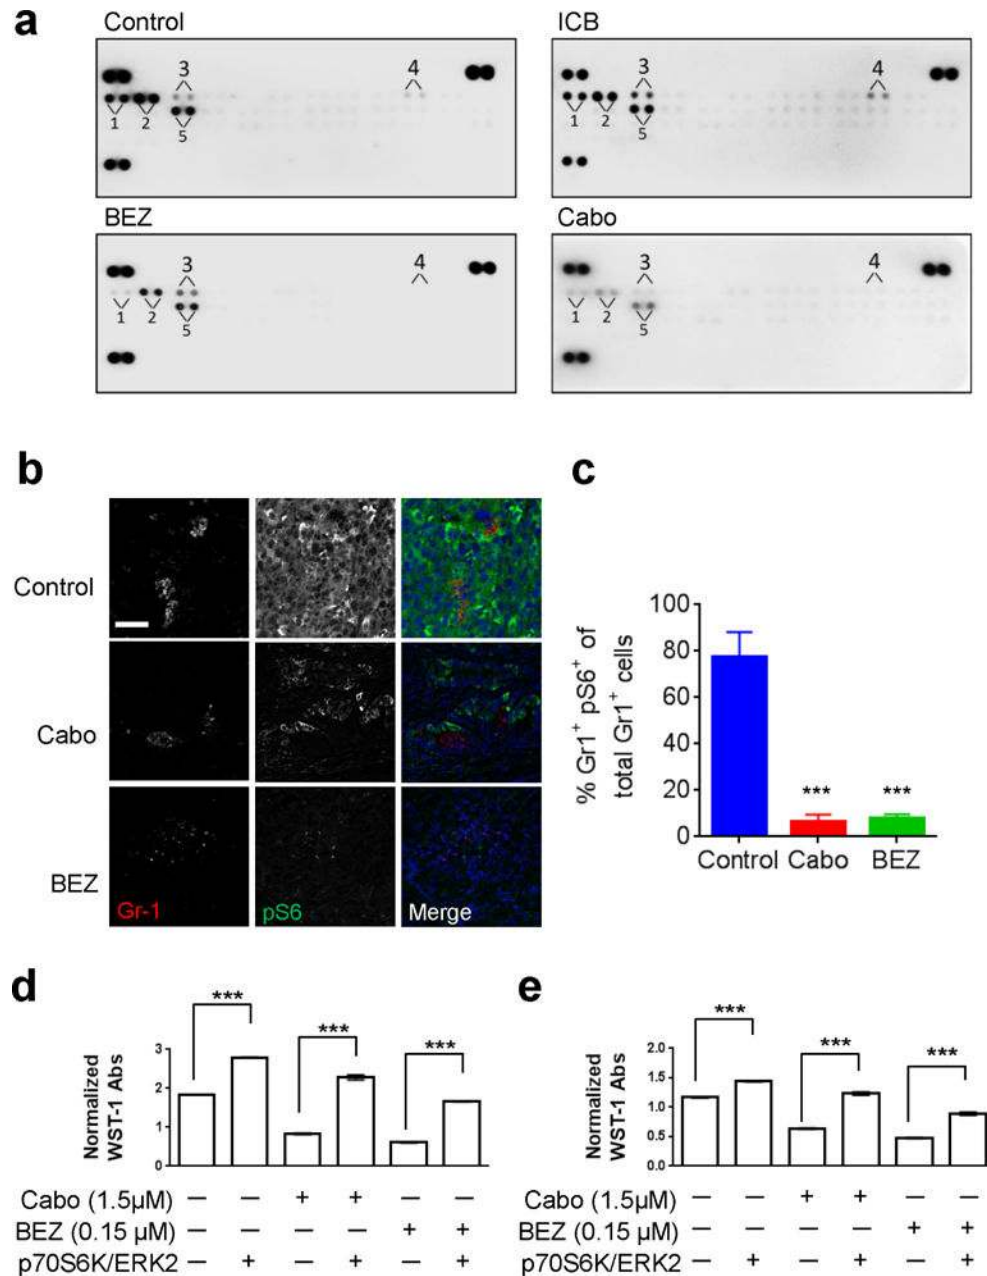 a
Control
3
4
1
2
5
ICB
3
4
1
2
5
BEZ
3
4
1
2
5
Cabo
3
4
1
2
5
b
Control
Cabo
BEZ
Gr-1
pS6
Merge
c
% Gr1⁺ pS6⁺ of
total Gr1⁺ cells
100
80
60
40
20
0
*** ***
Control Cabo BEZ
d
*** *** ***
Normalized
WST-1 Abs
3
2
1
0
Cabo (1.5µM) — — + + — —
BEZ (0.15 µM) — — — — + +
p70S6K/ERK2 — + — + — +
e
*** *** ***
Normalized
WST-1 Abs
2.0
1.5
1.0
0.5
0.0
Cabo (1.5µM) — — + + — —
BEZ (0.15 µM) — — — — + +
p70S6K/ERK2 — + — + — +